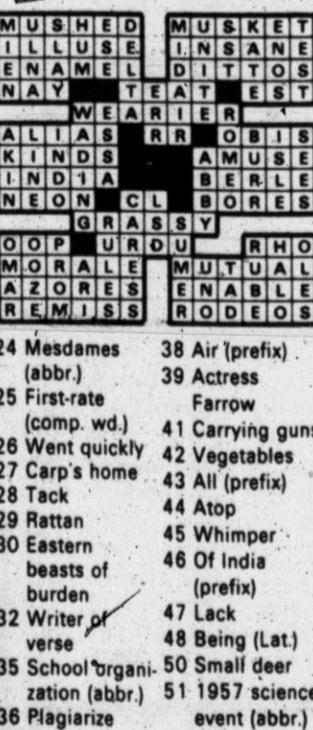 MUSHED MUSKET
ILLUSE INSANE
ENAMEL DITTOS
NAY TEAT EST
WEARIER
ALIAS RR OBIS
KINDS AMUSE
INDIA BERLE
NEON CL BORES
GRASSY
OOP URDU RHO
MORALE MUTUAL
AZORES ENABLE
REMISS RODEOS
24 Mesdames
(abbr.)
25 First-rate
(comp. wd.)
26 Went quickly
27 Carp's home
28 Tack
29 Rattan
30 Eastern
beasts of
burden
32 Writer of
verse
35 School organi-
zation (abbr.)
36 Plagiarize
38 Air (prefix)
39 Actress
Farrow
41 Carrying guns
42 Vegetables
43 All (prefix)
44 Atop
45 Whimper
46 Of India
(prefix)
47 Lack
48 Being (Lat.)
50 Small deer
51 1957 science
event (abbr.)